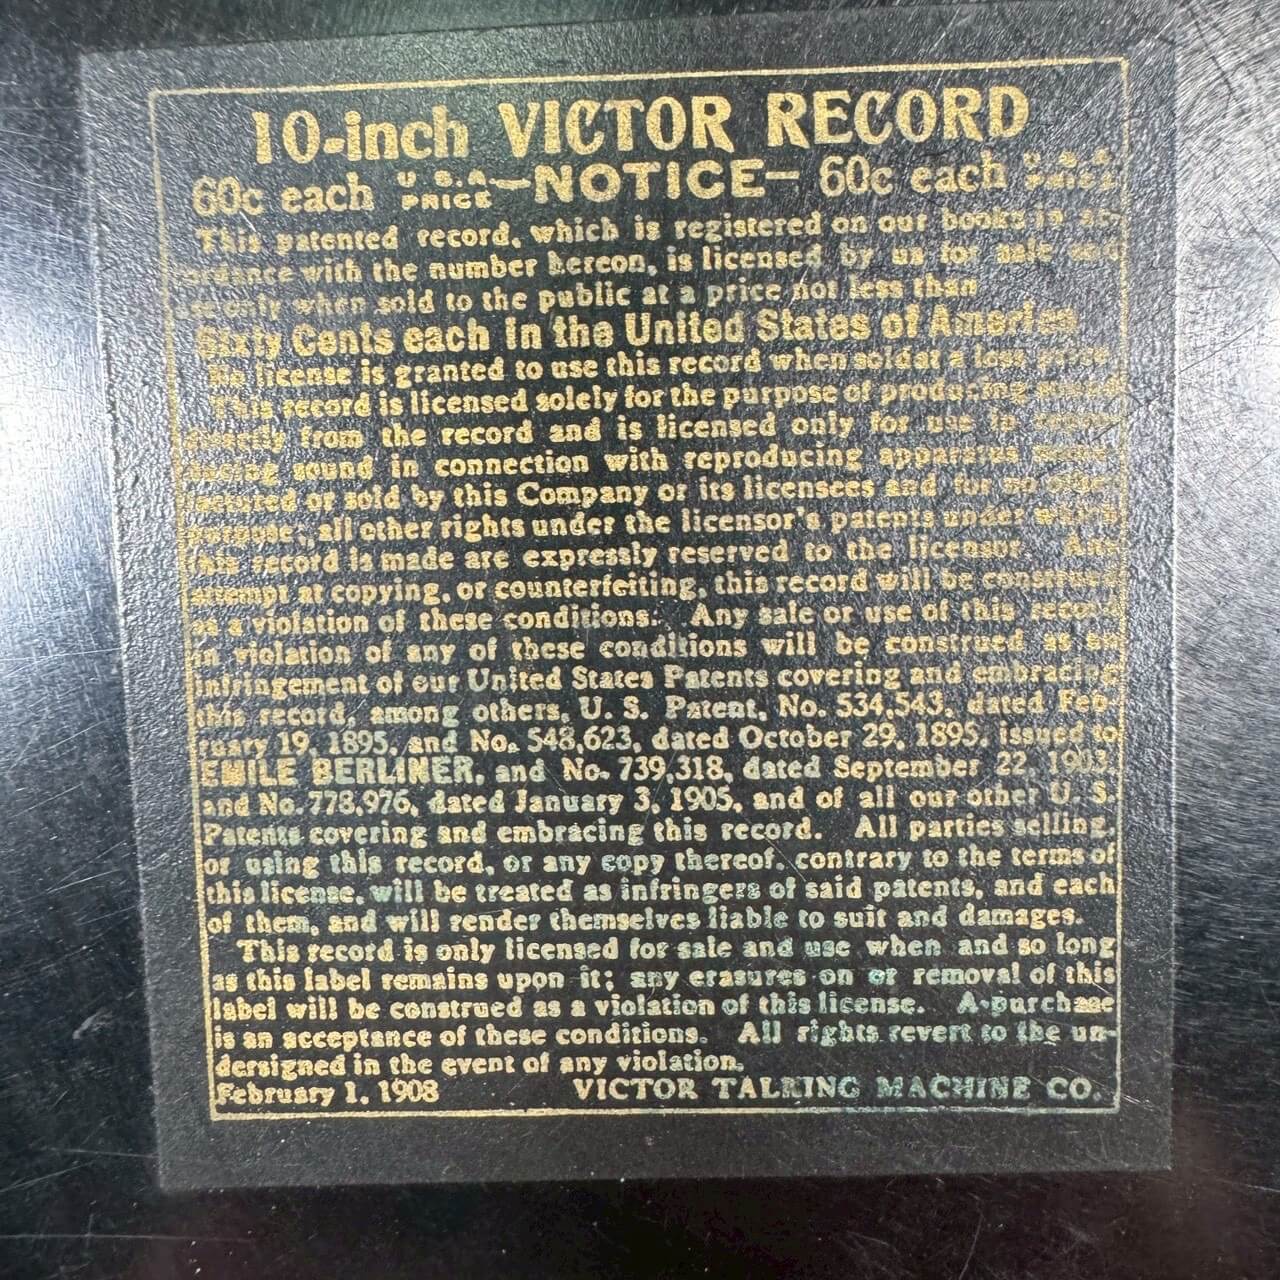 10-inch VICTOR RECORD
60c each U.S.A. PRICE —NOTICE— 60c each U.S.A. PRICE
This patented record, which is registered on our books in ac-
cordance with the number hereon, is licensed by us for sale and
use only when sold to the public at a price not less than
Sixty Cents each in the United States of America
No license is granted to use this record when sold at a less price.
This record is licensed solely for the purpose of producing sound
directly from the record and is licensed only for use in repro-
ducing sound in connection with reproducing apparatus manu-
factured or sold by this Company or its licensees and for no other
purpose; all other rights under the licensor's patents under which
this record is made are expressly reserved to the licensor. Any
attempt at copying, or counterfeiting, this record will be construed
as a violation of these conditions. Any sale or use of this record
in violation of any of these conditions will be construed as an
infringement of our United States Patents covering and embracing
this record, among others, U. S. Patent, No. 534,543, dated Feb-
ruary 19, 1895, and No. 548,623, dated October 29, 1895, issued to
EMILE BERLINER, and No. 739,318, dated September 22, 1903,
and No. 778,976, dated January 3, 1905, and of all our other U. S.
Patents covering and embracing this record. All parties selling,
or using this record, or any copy thereof, contrary to the terms of
this license, will be treated as infringers of said patents, and each
of them, and will render themselves liable to suit and damages.
This record is only licensed for sale and use when and so long
as this label remains upon it; any erasures on or removal of this
label will be construed as a violation of this license. A purchase
is an acceptance of these conditions. All rights revert to the un-
dersigned in the event of any violation.
February 1, 1908 VICTOR TALKING MACHINE CO.